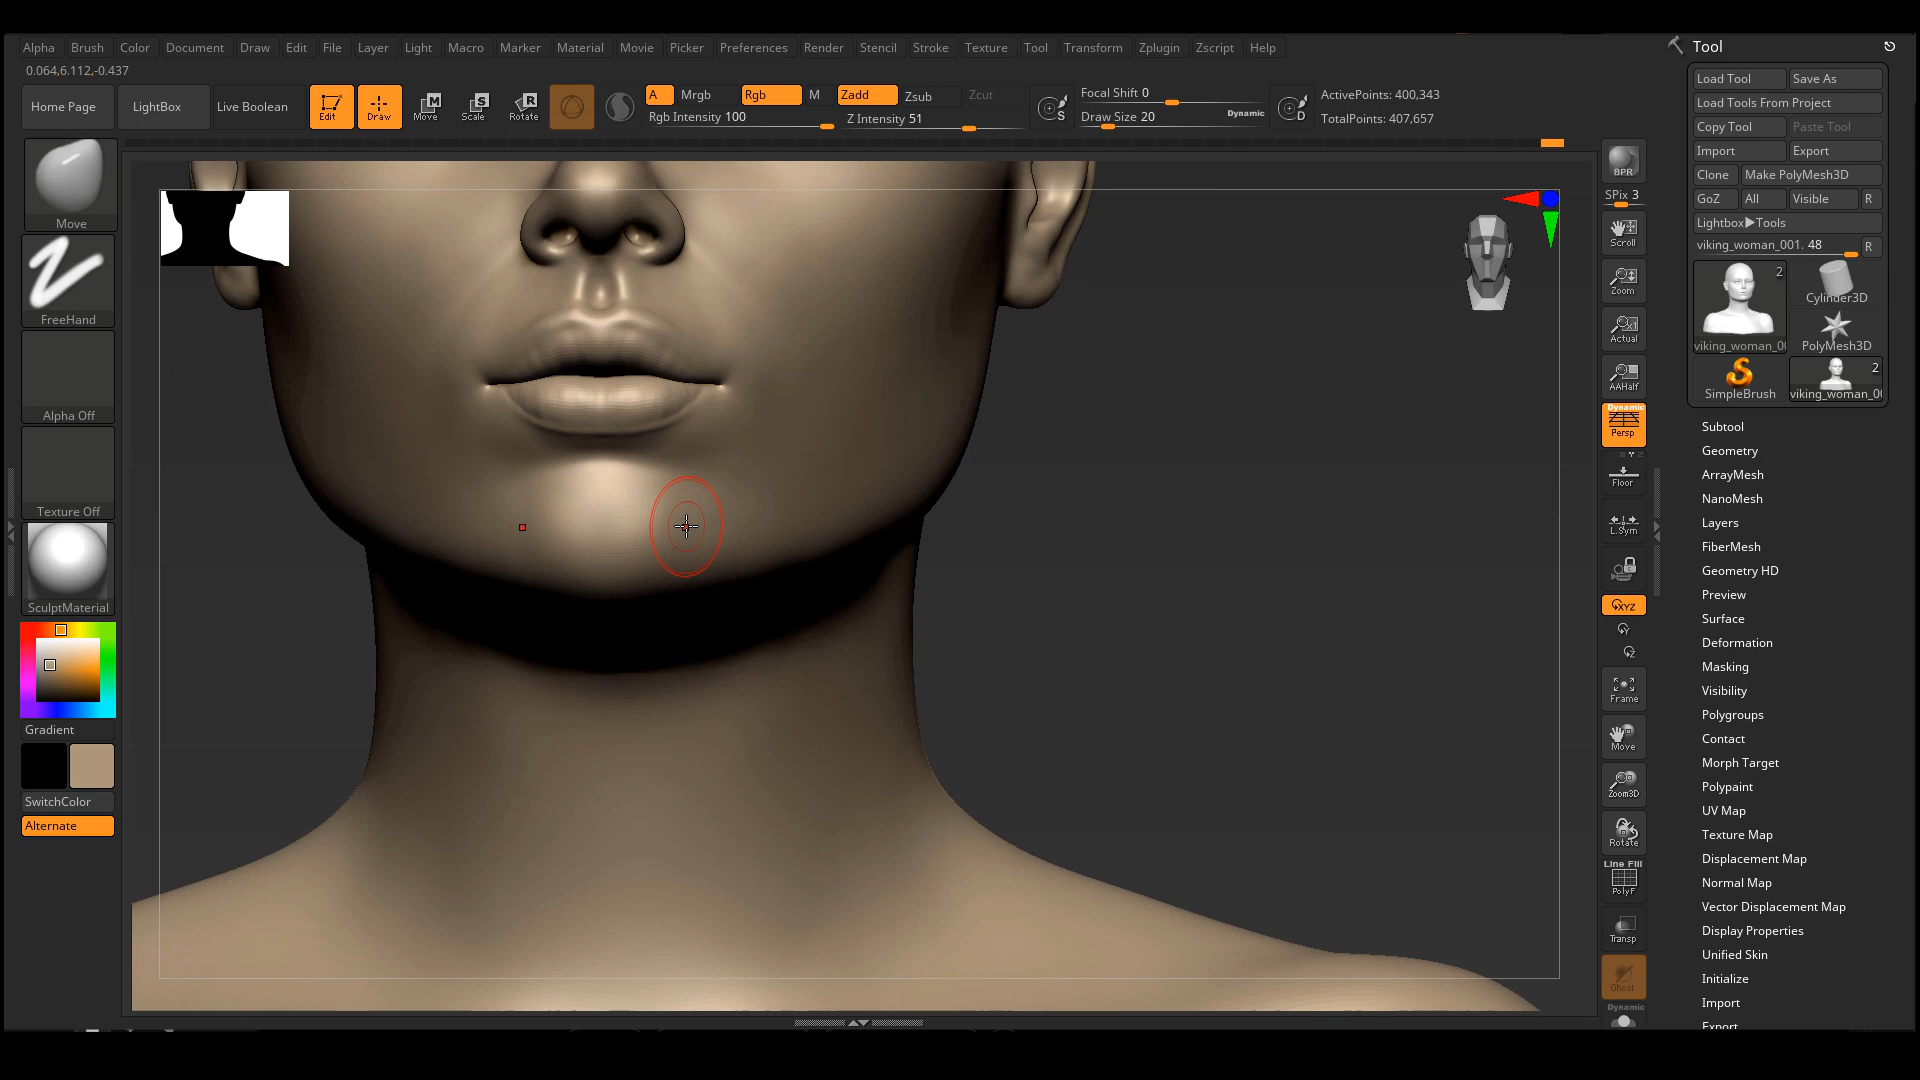 Alpha Brush Color Document Draw Edit File Layer Light Macro Marker Material Movie Picker Preferences Render Stencil Stroke Texture Tool Transform Zplugin Zscript Help
0.064,6.112,-0.437
Home Page LightBox Live Boolean Edit Draw Move Scale Rotate
A Mrgb Rgb M Zadd Zsub Zcut
Rgb Intensity 100 Z Intensity 51
S Focal Shift 0
Draw Size 20 Dynamic D
ActivePoints: 400,343
TotalPoints: 407,657
Move
FreeHand
Alpha Off
Texture Off
SculptMaterial
Gradient
SwitchColor
Alternate
BPR
SPix 3
Scroll
Zoom
Actual
AAHalf
Dynamic
Persp
Floor
L.Sym
XYZ
Y
Z
Frame
Move
Zoom3D
Rotate
Line Fill
PolyF
Transp
Ghost
Dynamic
Tool
Load Tool Save As
Load Tools From Project
Copy Tool Paste Tool
Import Export
Clone Make PolyMesh3D
GoZ All Visible R
Lightbox▶Tools
viking_woman_001. 48 R
2
Cylinder3D
viking_woman_00 PolyMesh3D
2
SimpleBrush viking_woman_00
Subtool
Geometry
ArrayMesh
NanoMesh
Layers
FiberMesh
Geometry HD
Preview
Surface
Deformation
Masking
Visibility
Polygroups
Contact
Morph Target
Polypaint
UV Map
Texture Map
Displacement Map
Normal Map
Vector Displacement Map
Display Properties
Unified Skin
Initialize
Import
Export